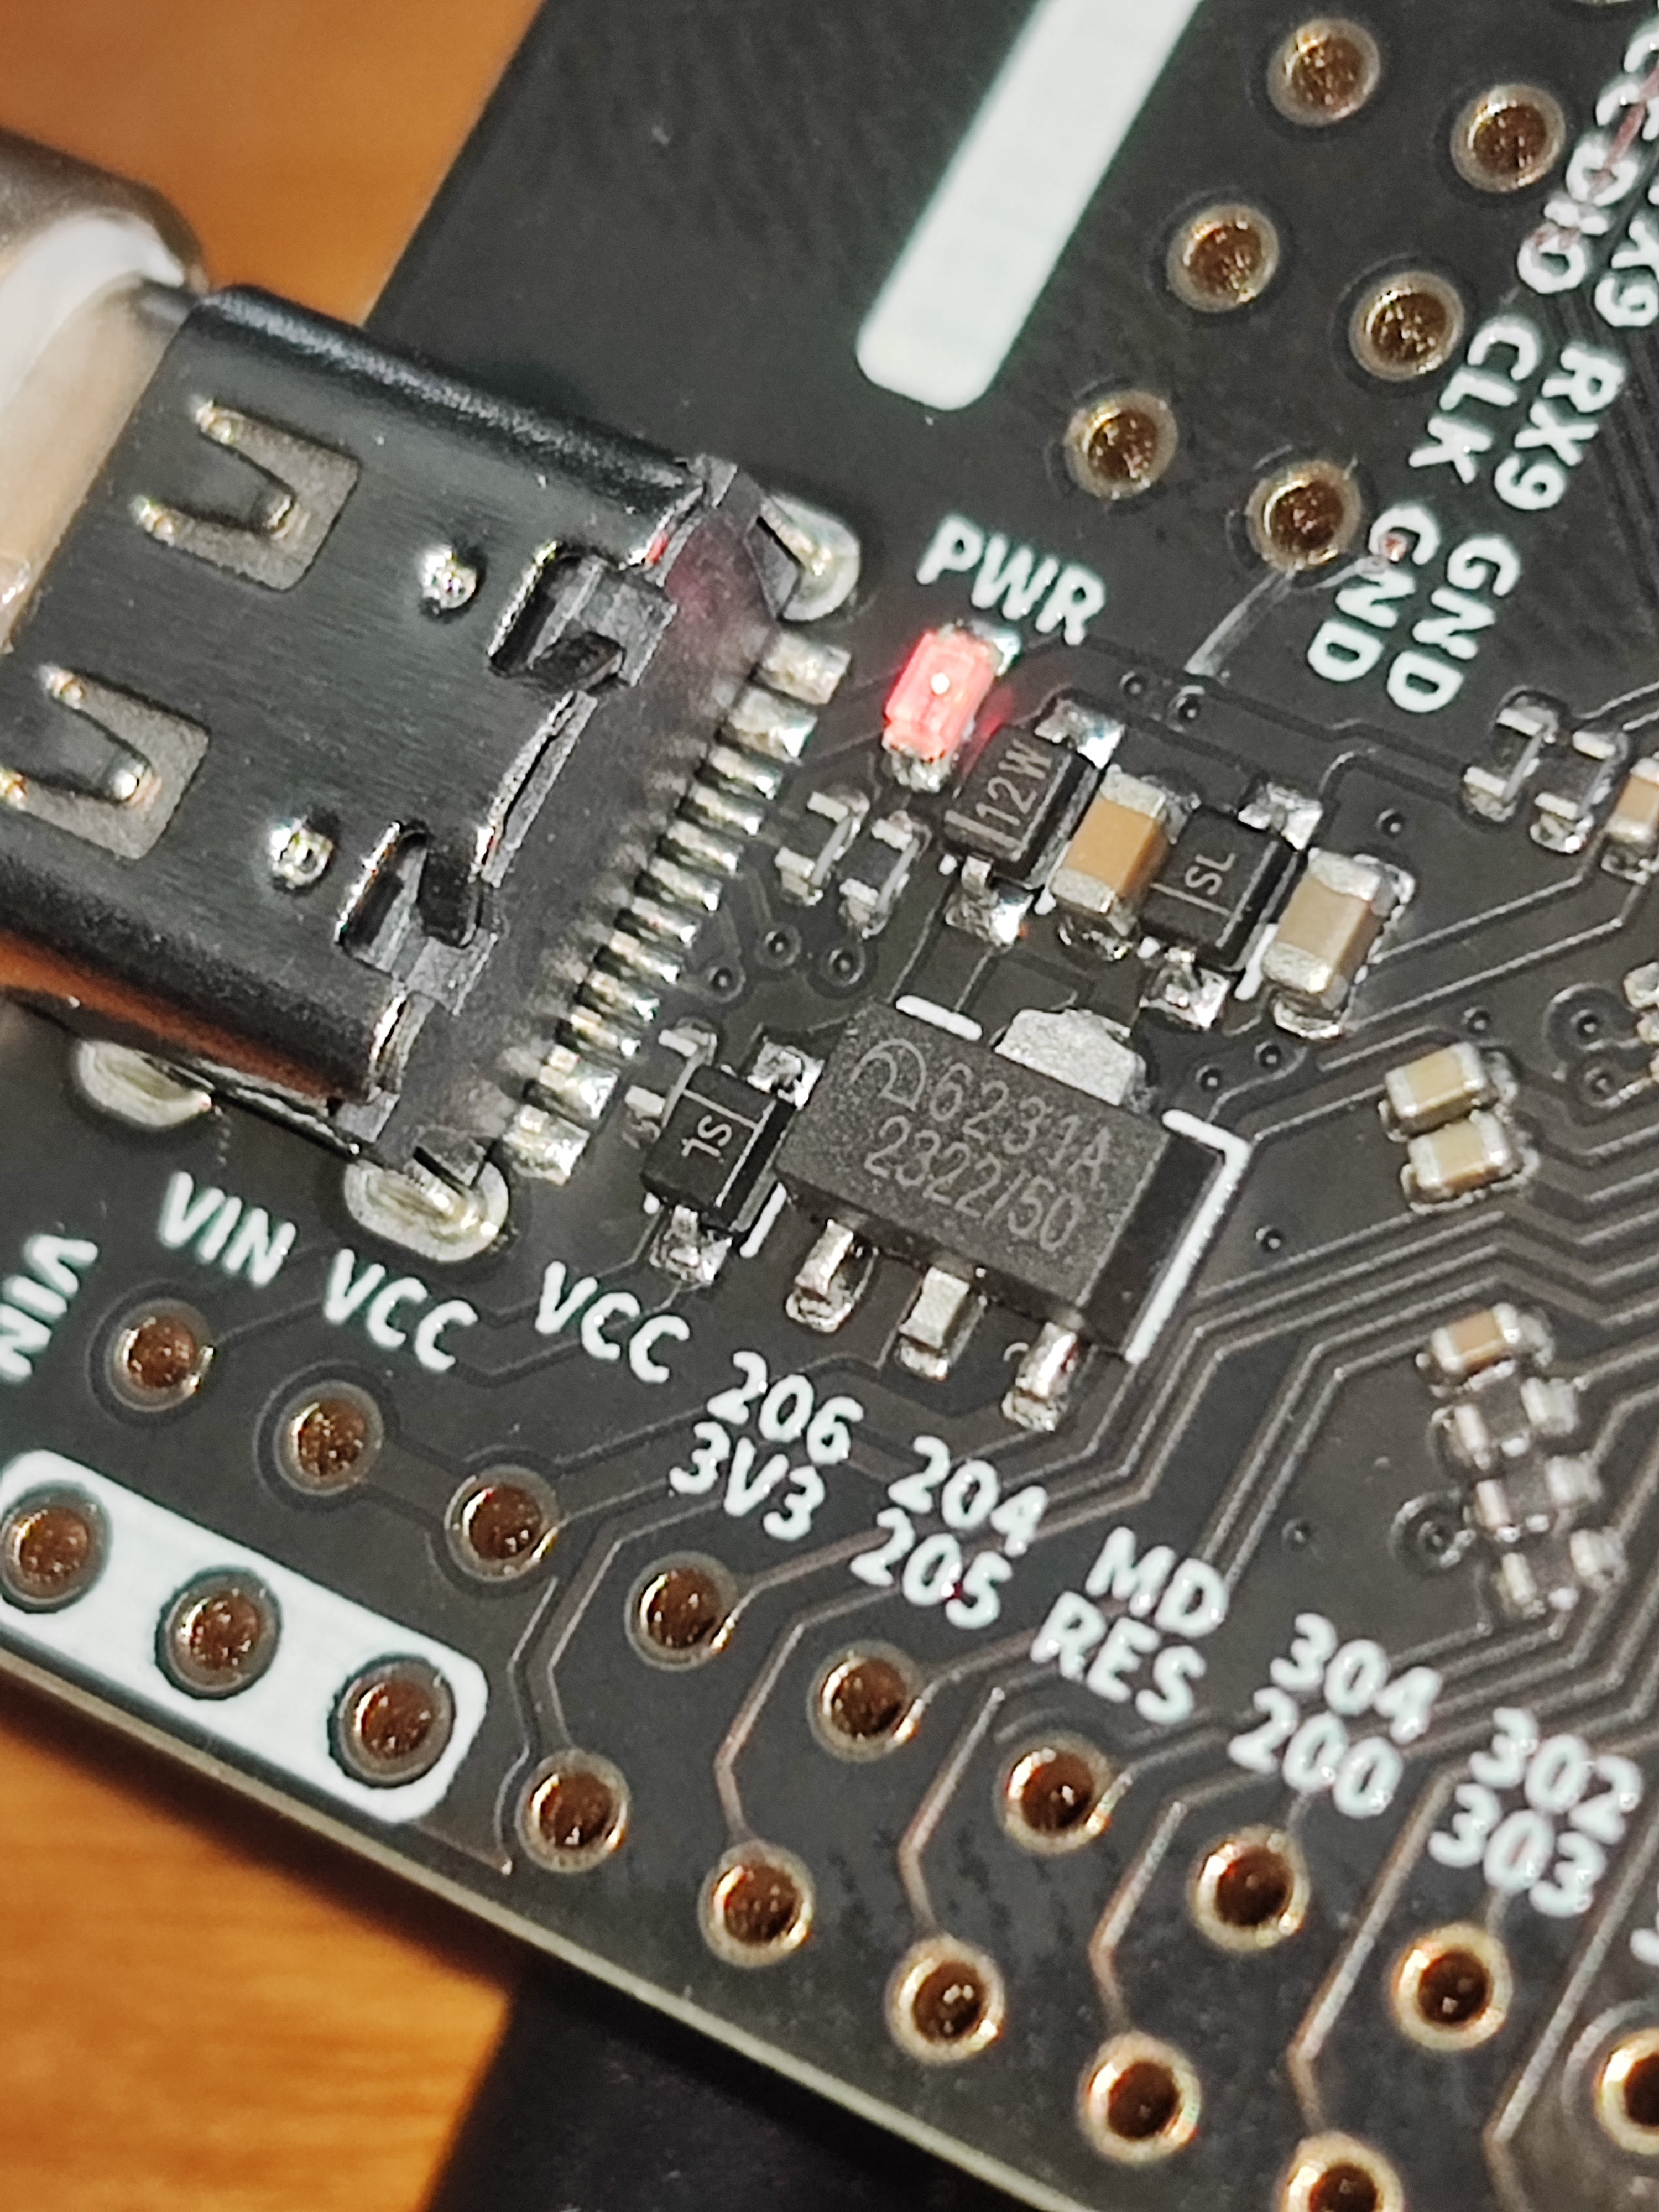 RX9
CLK
GND
GND
PWR
12W
SL
SL
6231A
2322/50
VIN
VIN
VCC
VCC
206
204
MD
304
302
3V3
205
RES
200
303